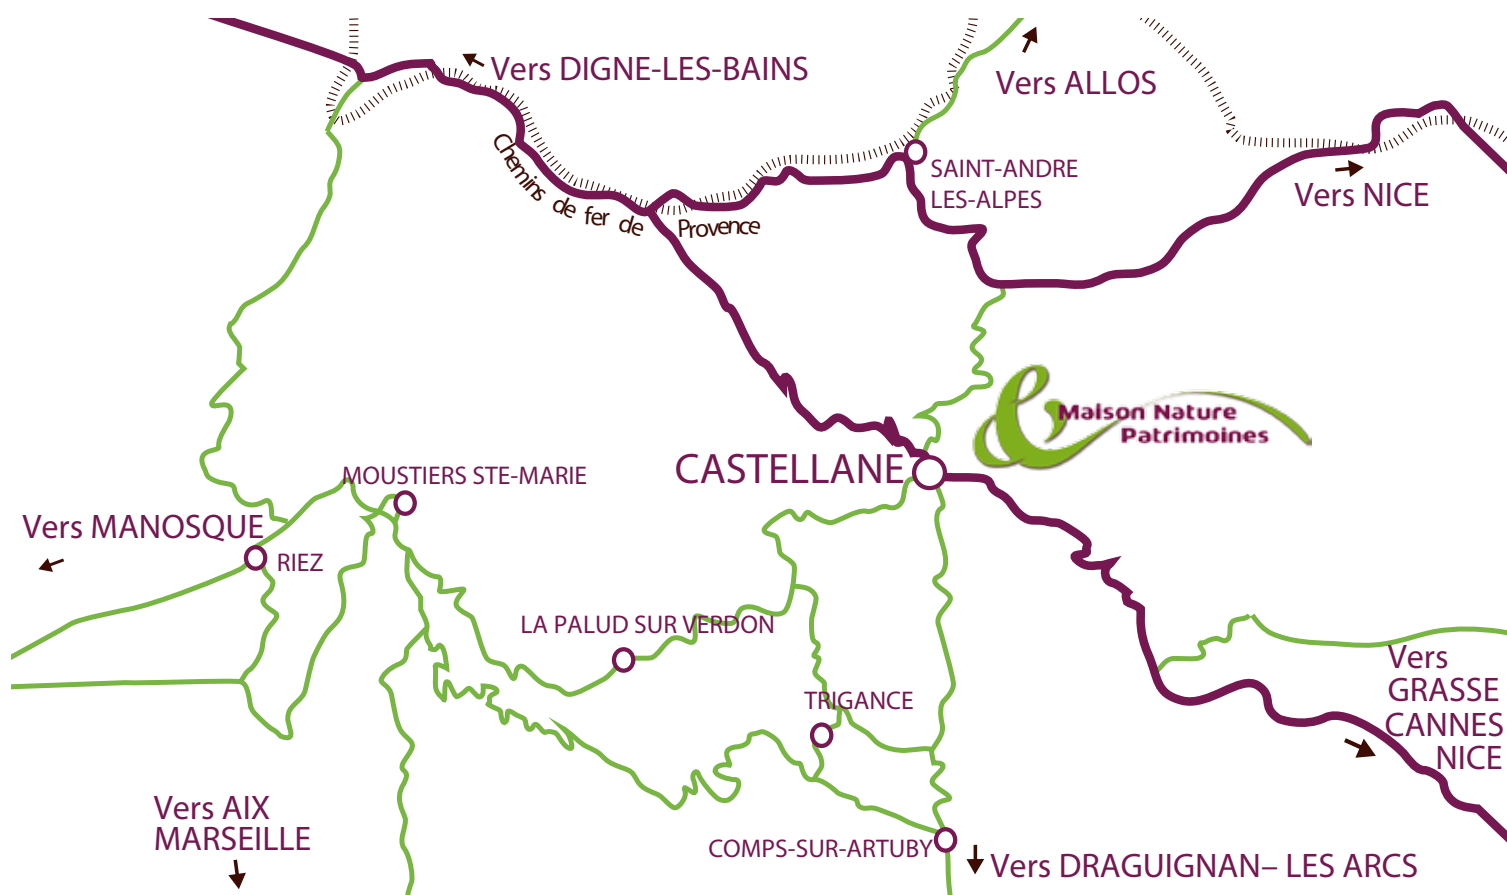 Vers DIGNE-LES-BAINS
Vers ALLOS
Chemins de fer de Provence
SAINT-ANDRE
LES-ALPES
Vers NICE
Maison Nature
Patrimoines
CASTELLANE
MOUSTIERS STE-MARIE
Vers MANOSQUE
RIEZ
LA PALUD SUR VERDON
Vers
GRASSE
CANNES
NICE
TRIGANCE
Vers AIX
MARSEILLE
COMPS-SUR-ARTUBY
Vers DRAGUIGNAN– LES ARCS